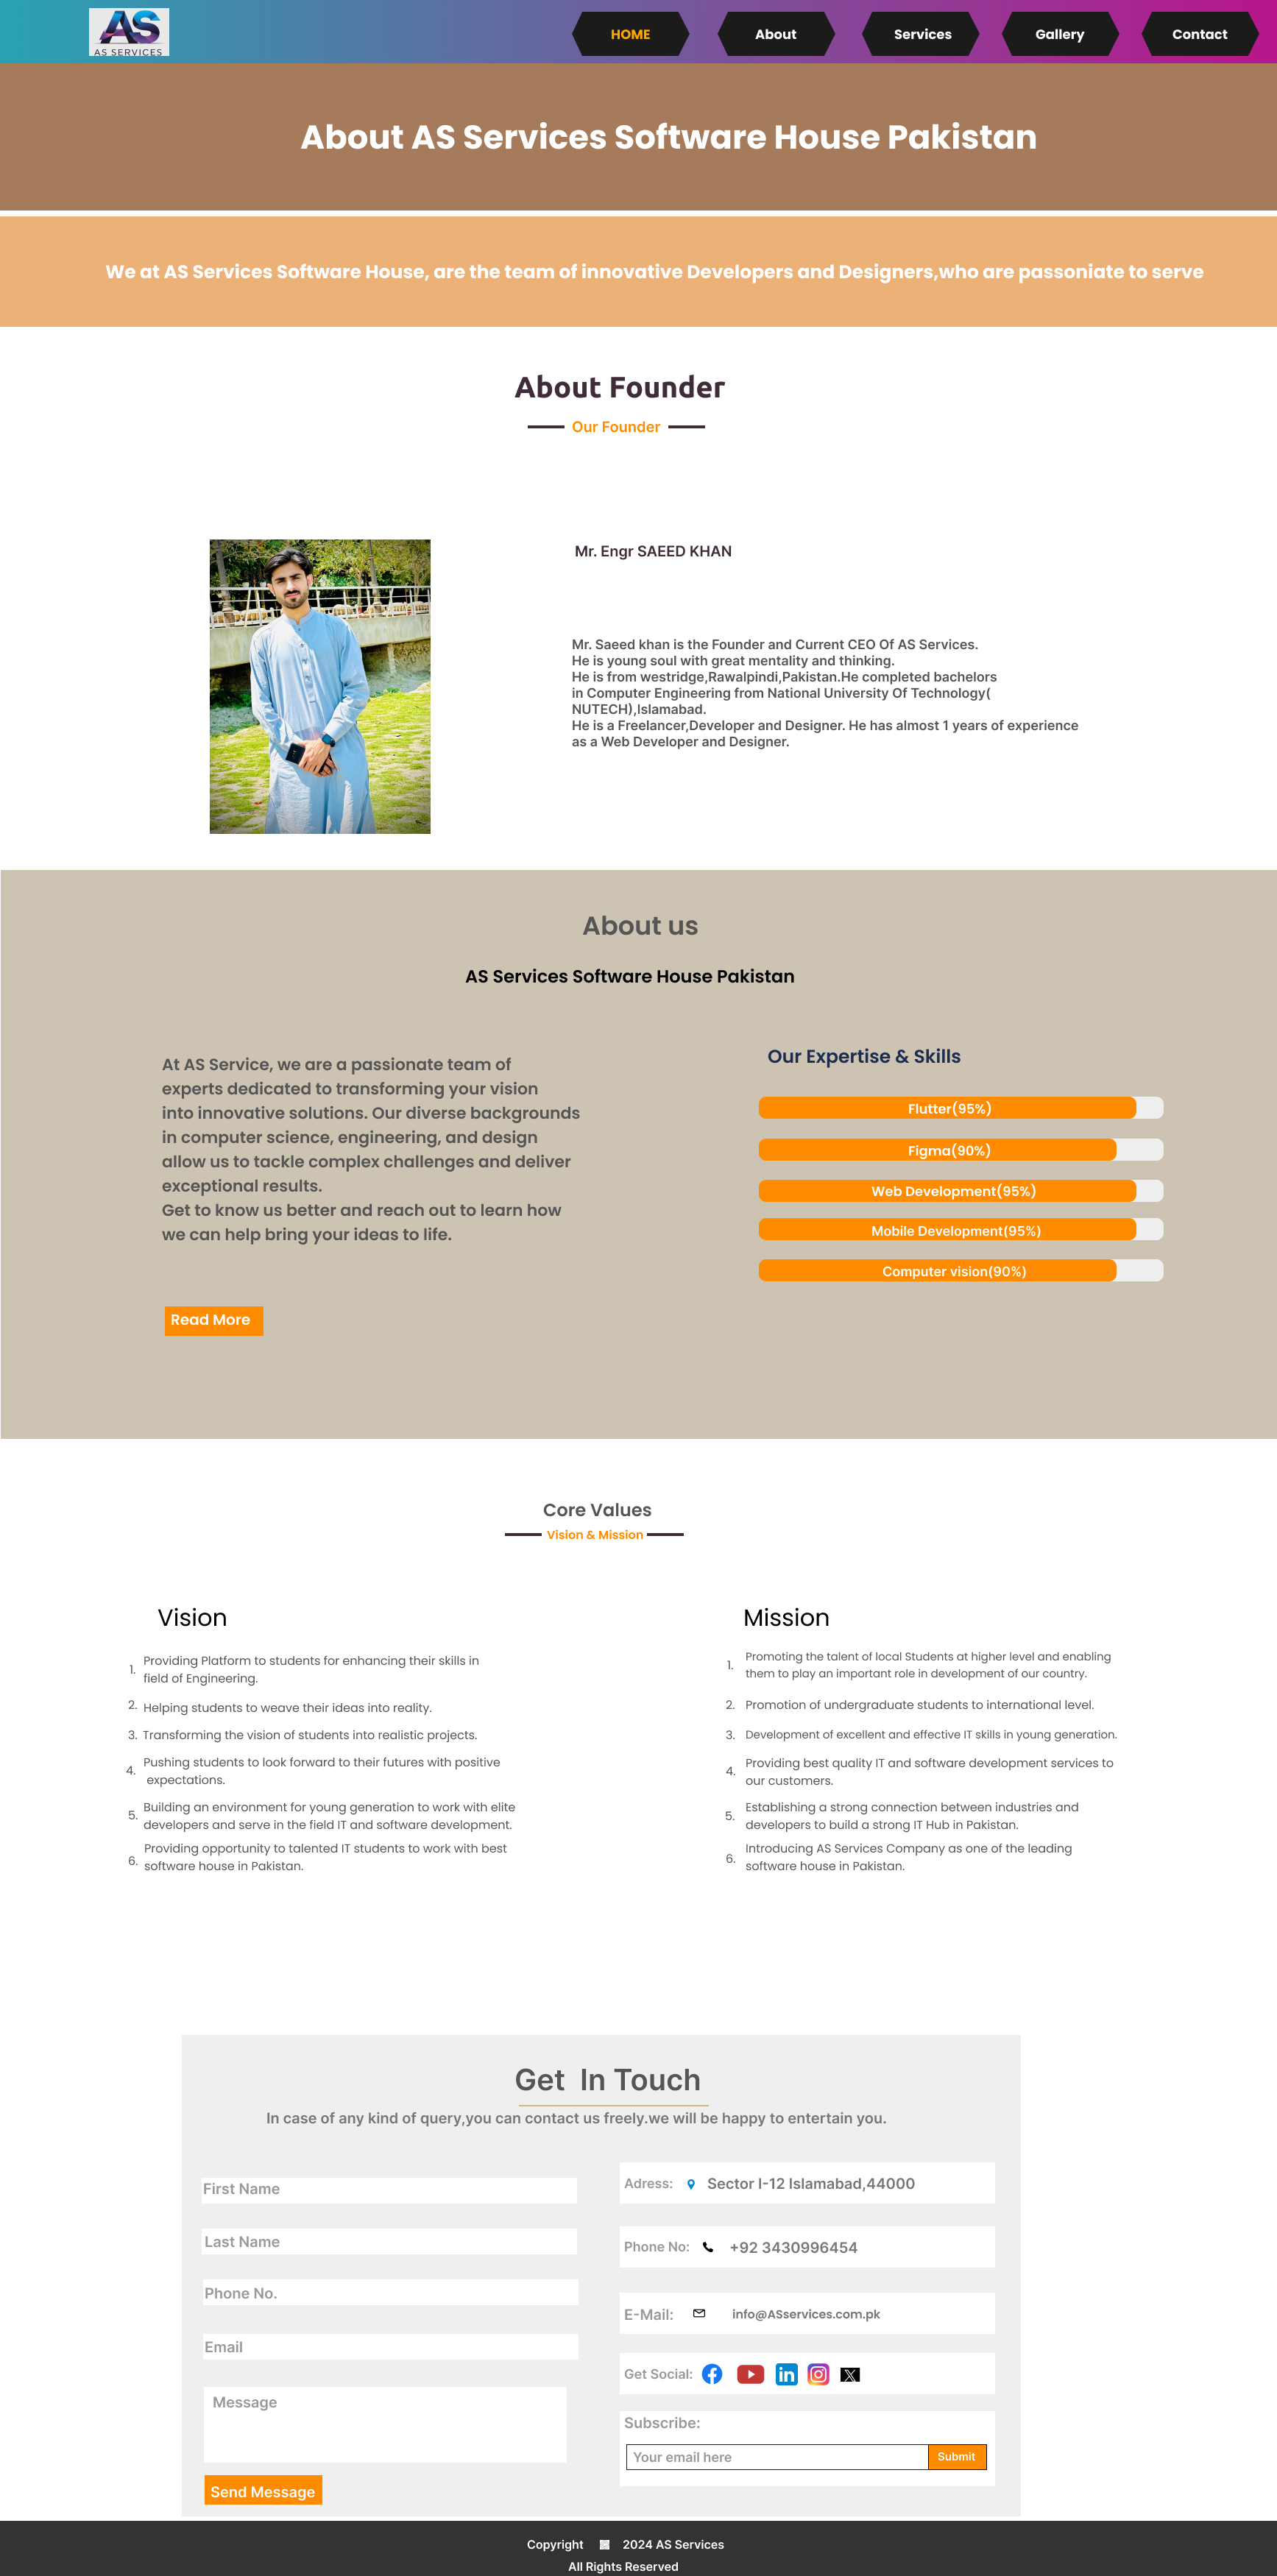 AS
AS SERVICES
HOME
About
Services
Gallery
Contact
About AS Services Software House Pakistan
We at AS Services Software House, are the team of innovative Developers and Designers,who are passoniate to serve
About Founder
Our Founder
Mr. Engr SAEED KHAN
Mr. Saeed khan is the Founder and Current CEO Of AS Services.
He is young soul with great mentality and thinking.
He is from westridge,Rawalpindi,Pakistan.He completed bachelors
in Computer Engineering from National University Of Technology(
NUTECH),Islamabad.
He is a Freelancer,Developer and Designer. He has almost 1 years of experience
as a Web Developer and Designer.
About us
AS Services Software House Pakistan
At AS Service, we are a passionate team of
experts dedicated to transforming your vision
into innovative solutions. Our diverse backgrounds
in computer science, engineering, and design
allow us to tackle complex challenges and deliver
exceptional results.
Get to know us better and reach out to learn how
we can help bring your ideas to life.
Read More
Our Expertise & Skills
Flutter(95%)
Figma(90%)
Web Development(95%)
Mobile Development(95%)
Computer vision(90%)
Core Values
Vision & Mission
Vision
1. Providing Platform to students for enhancing their skills in
field of Engineering.
2. Helping students to weave their ideas into reality.
3. Transforming the vision of students into realistic projects.
4. Pushing students to look forward to their futures with positive
expectations.
5. Building an environment for young generation to work with elite
developers and serve in the field IT and software development.
6. Providing opportunity to talented IT students to work with best
software house in Pakistan.
Mission
1. Promoting the talent of local Students at higher level and enabling
them to play an important role in development of our country.
2. Promotion of undergraduate students to international level.
3. Development of excellent and effective IT skills in young generation.
4. Providing best quality IT and software development services to
our customers.
5. Establishing a strong connection between industries and
developers to build a strong IT Hub in Pakistan.
6. Introducing AS Services Company as one of the leading
software house in Pakistan.
Get In Touch
In case of any kind of query,you can contact us freely.we will be happy to entertain you.
First Name
Last Name
Phone No.
Email
Message
Send Message
Adress: Sector I-12 Islamabad,44000
Phone No: +92 3430996454
E-Mail: info@ASservices.com.pk
Get Social:
Subscribe:
Your email here
Submit
Copyright 2024 AS Services
All Rights Reserved